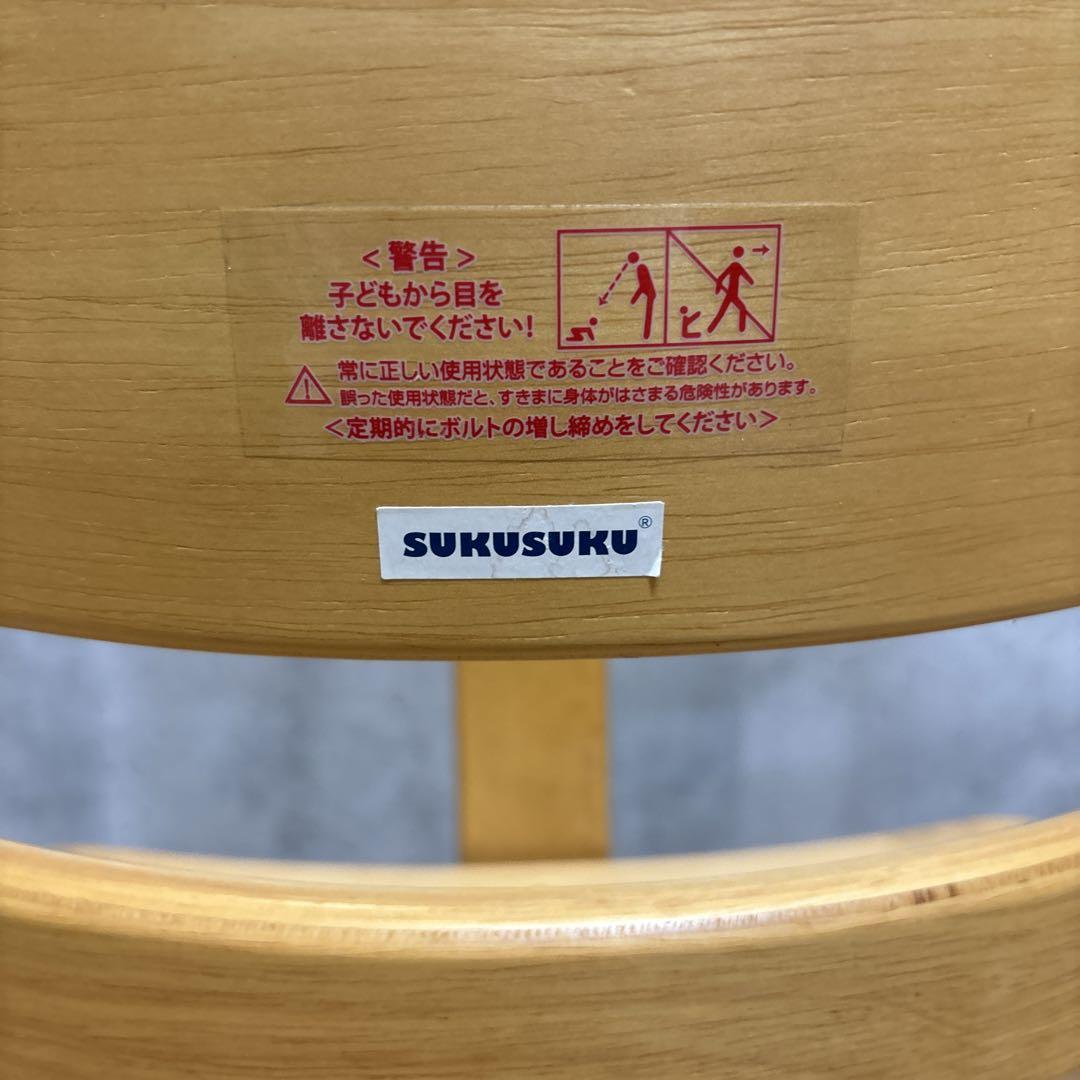 <警告>
子どもから目を
離さないでください!
常に正しい使用状態であることをご確認ください。
誤った使用状態だと、すきまに身体がはさまる危険性があります。
<定期的にボルトの増し締めをしてください>
SUKUSUKU®